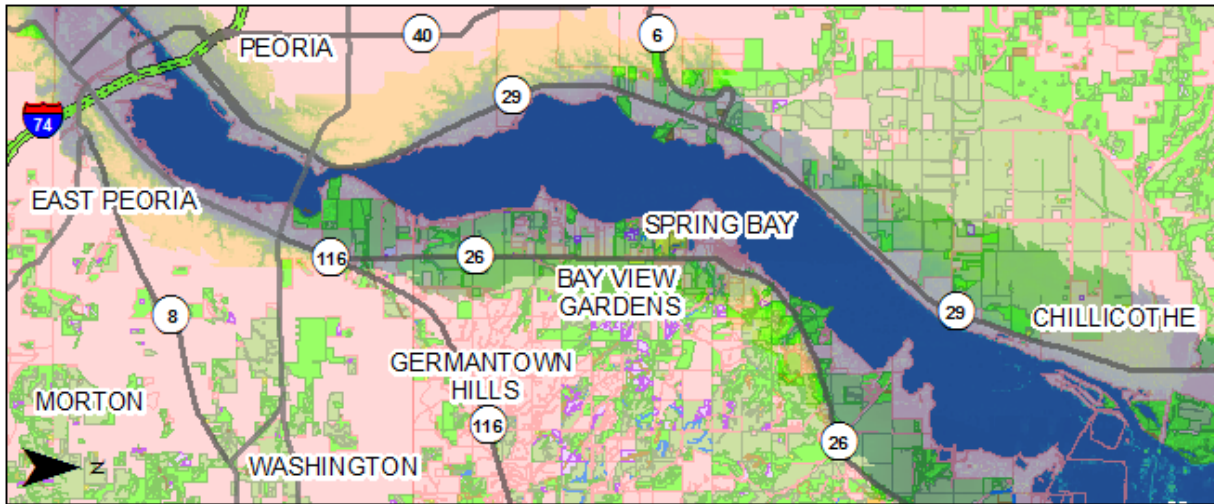 PEORIA
40
6
29
74
EAST PEORIA
SPRING BAY
116
26
BAY VIEW
GARDENS
8
29
CHILLICOTHE
GERMANTOWN
HILLS
MORTON
116
26
WASHINGTON
N